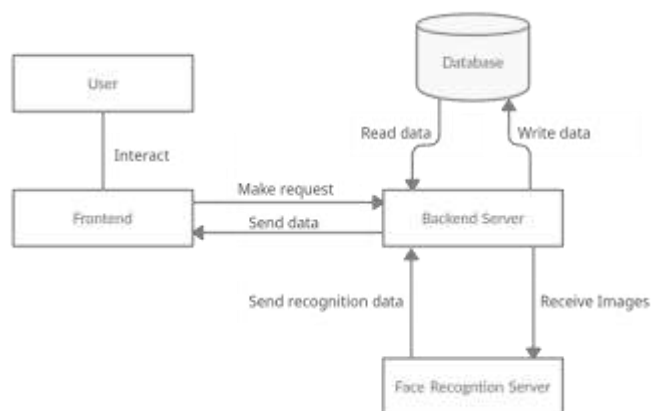 Database
User
Read data
Write data
Interact
Make request
Frontend
Backend Server
Send data
Send recognition data
Receive Images
Face Recogntion Server